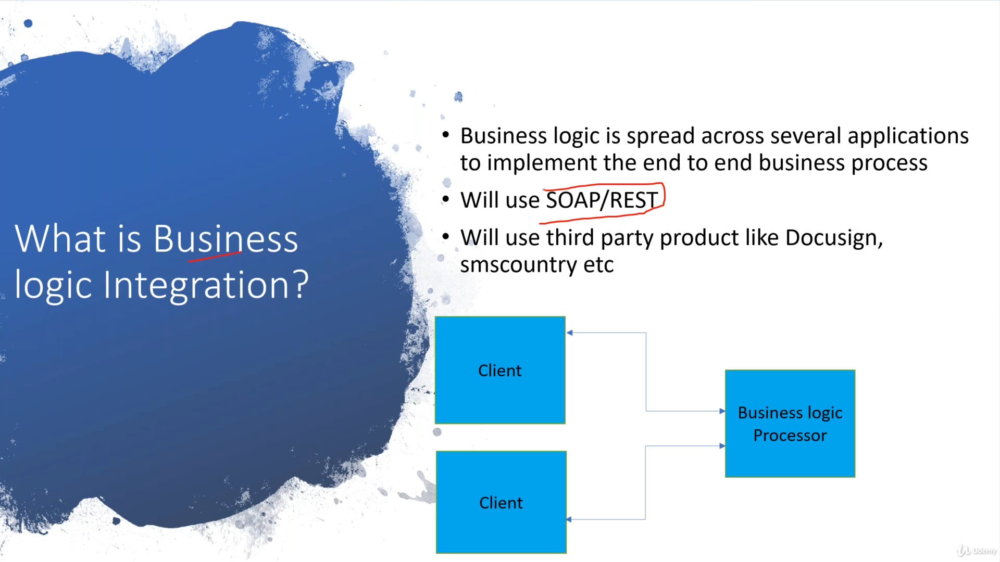 What is Business
logic Integration?
• Business logic is spread across several applications
to implement the end to end business process
• Will use SOAP/REST
• Will use third party product like Docusign,
smscountry etc
Client
Business logic
Processor
Client
Udemy